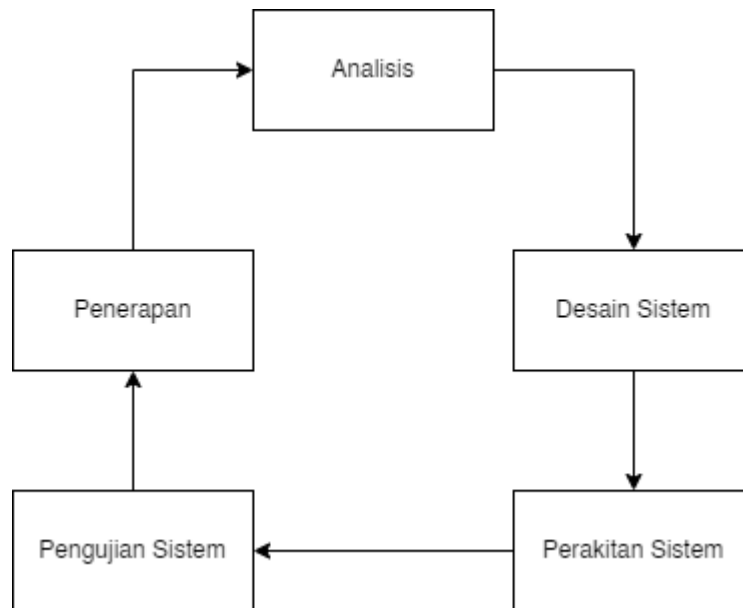 Analisis
Penerapan
Desain Sistem
Pengujian Sistem
Perakitan Sistem